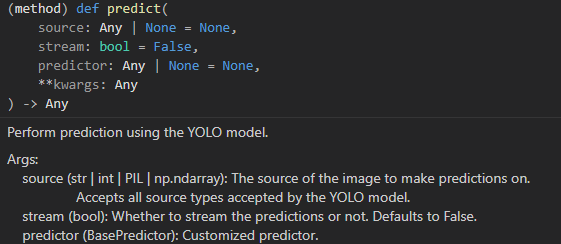 (method) def predict(
    source: Any | None = None,
    stream: bool = False,
    predictor: Any | None = None,
    **kwargs: Any
) -> Any
Perform prediction using the YOLO model.
Args:
source (str | int | PIL | np.ndarray): The source of the image to make predictions on.
Accepts all source types accepted by the YOLO model.
stream (bool): Whether to stream the predictions or not. Defaults to False.
predictor (BasePredictor): Customized predictor.